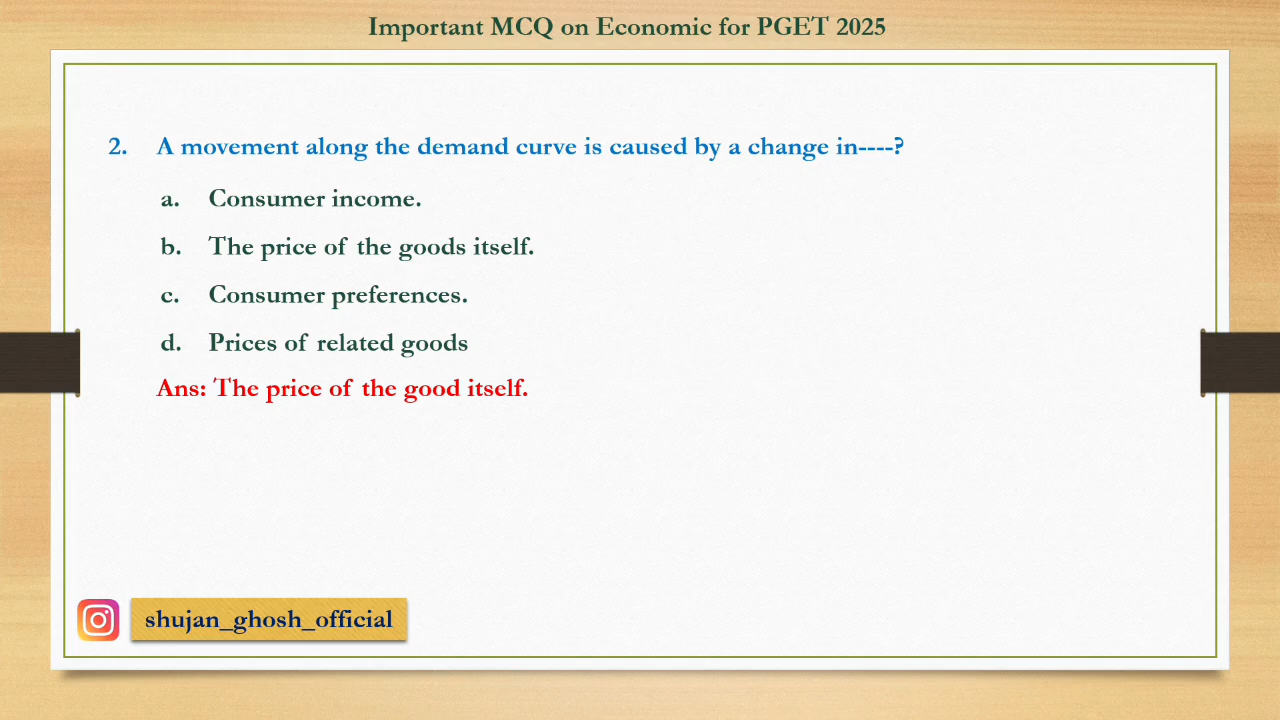 Important MCQ on Economic for PGET 2025
2. A movement along the demand curve is caused by a change in----?
a. Consumer income.
b. The price of the goods itself.
c. Consumer preferences.
d. Prices of related goods
Ans: The price of the good itself.
shujan_ghosh_official